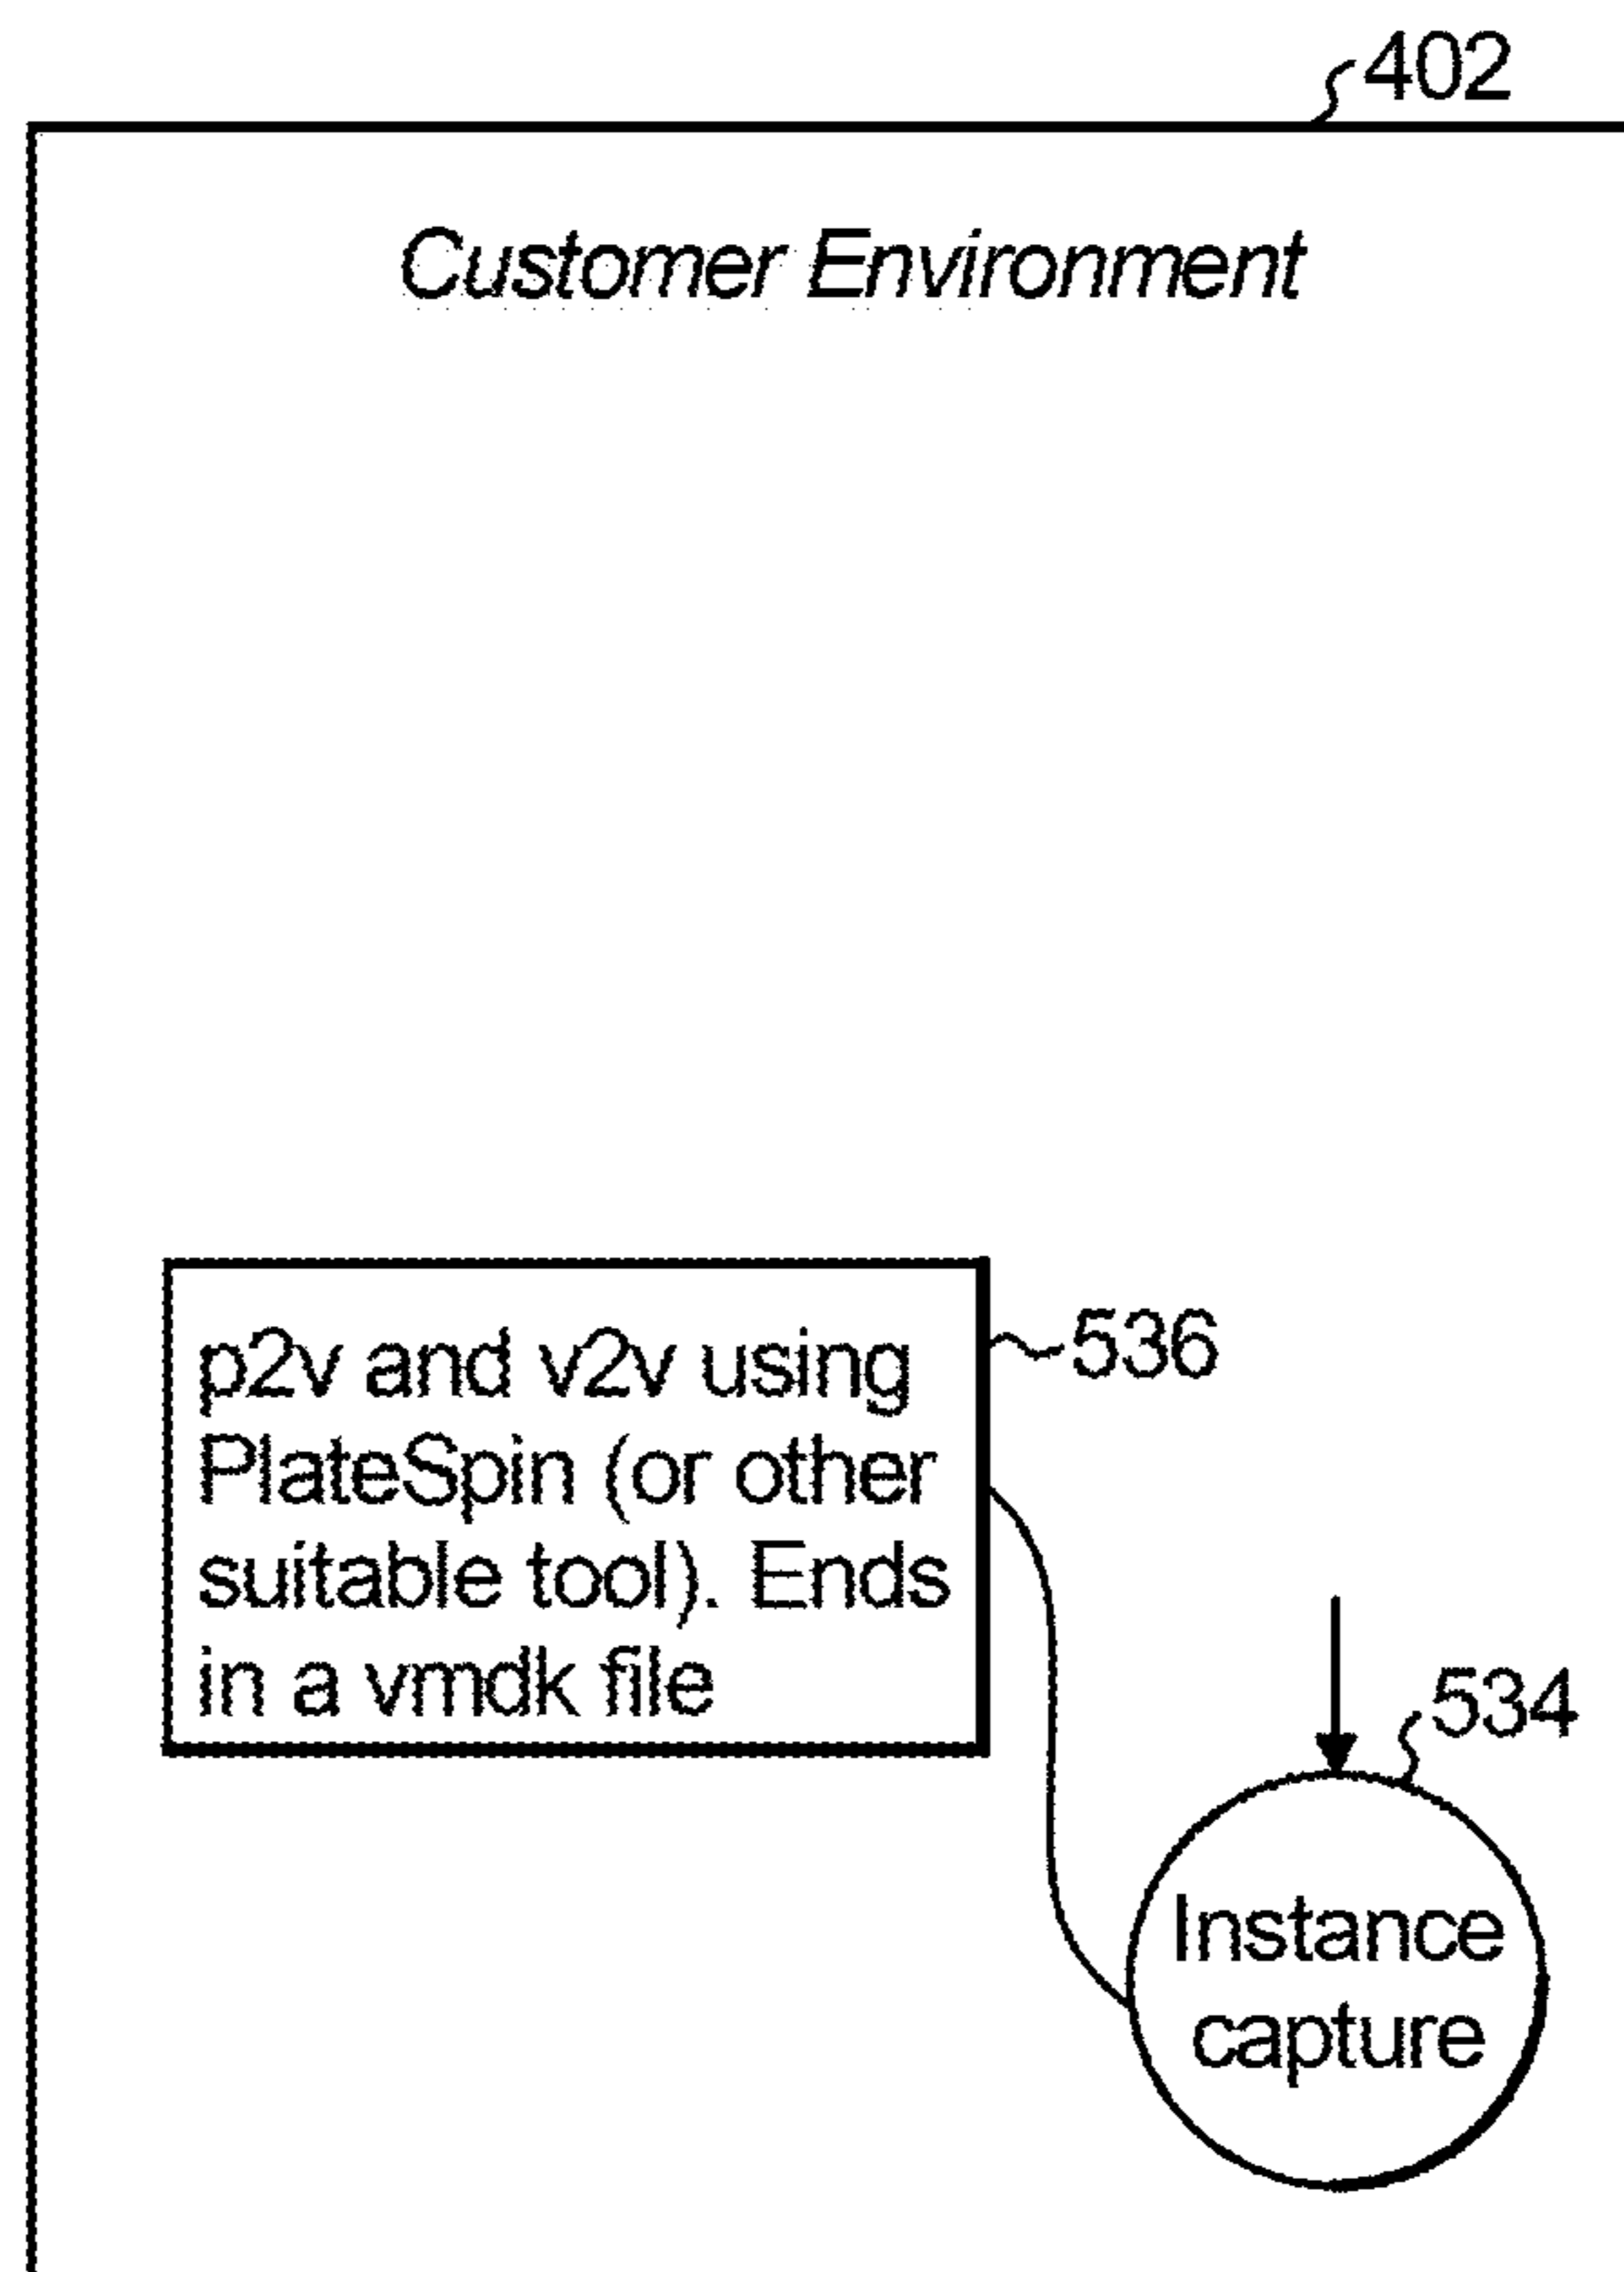 402
Customer Environment
p2v and v2v using
PlateSpin (or other
suitable tool). Ends
in a vmdk file
536
534
Instance
capture